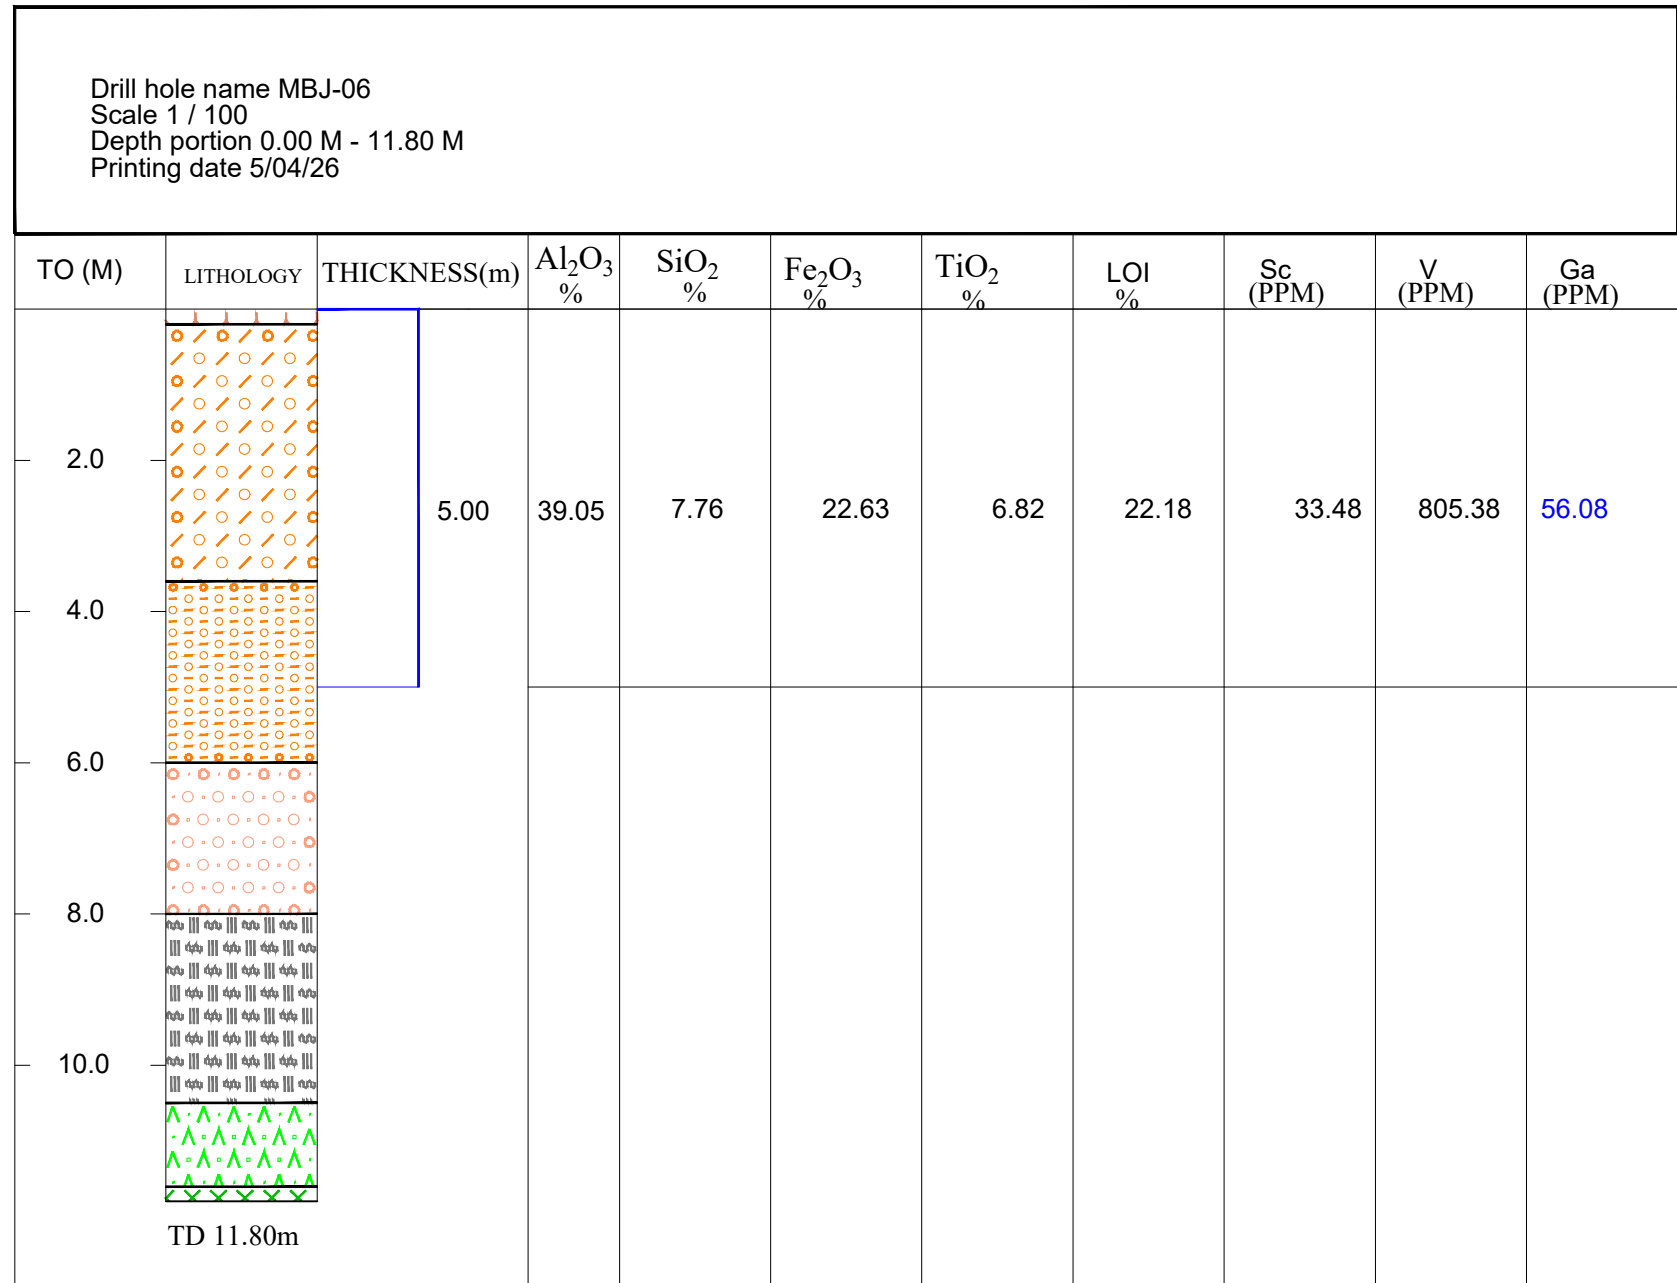 Drill hole name MBJ-06
Scale 1 / 100
Depth portion 0.00 M - 11.80 M
Printing date 5/04/26
TO (M) LITHOLOGY THICKNESS(m) Al₂O₃ % SiO₂ % Fe₂O₃ % TiO₂ % LOI % Sc (PPM) V (PPM) Ga (PPM)
2.0
5.00 39.05 7.76 22.63 6.82 22.18 33.48 805.38 56.08
4.0
6.0
8.0
10.0
TD 11.80m